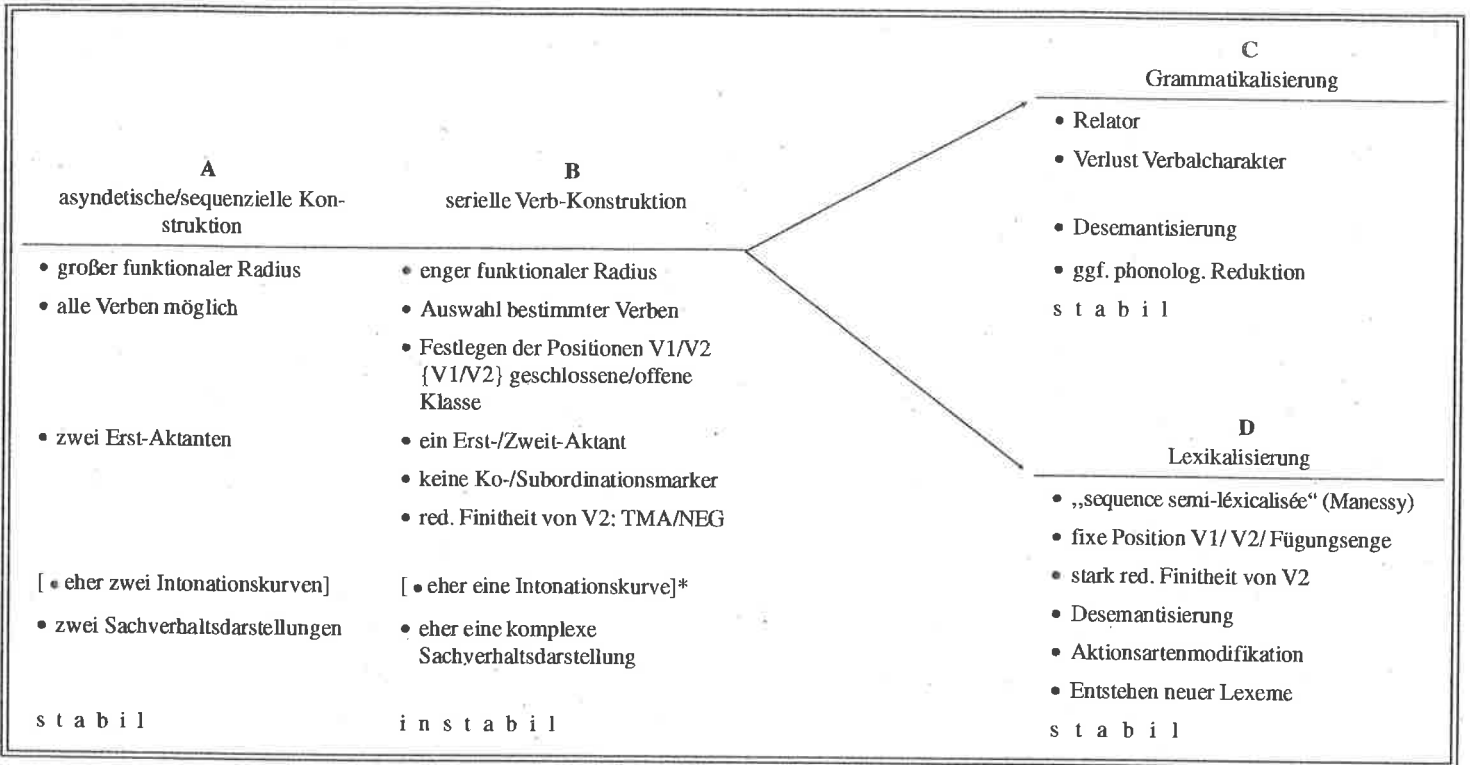 A
asyndetische/sequenzielle Kon-
struktion
• großer funktionaler Radius
• alle Verben möglich
• zwei Erst-Aktanten
[ • eher zwei Intonationskurven]
• zwei Sachverhaltsdarstellungen
s t a b i l
B
serielle Verb-Konstruktion
• enger funktionaler Radius
• Auswahl bestimmter Verben
• Festlegen der Positionen V1/V2
{V1/V2} geschlossene/offene
Klasse
• ein Erst-/Zweit-Aktant
• keine Ko-/Subordinationsmarker
• red. Finitheit von V2: TMA/NEG
[ • eher eine Intonationskurve]*
• eher eine komplexe
Sachverhaltsdarstellung
i n s t a b i l
C
Grammatikalisierung
• Relator
• Verlust Verbalcharakter
• Desemantisierung
• ggf. phonolog. Reduktion
s t a b i l
D
Lexikalisierung
• „sequence semi-léxicalisée“ (Manessy)
• fixe Position V1/ V2/ Fügungsenge
• stark red. Finitheit von V2
• Desemantisierung
• Aktionsartenmodifikation
• Entstehen neuer Lexeme
s t a b i l